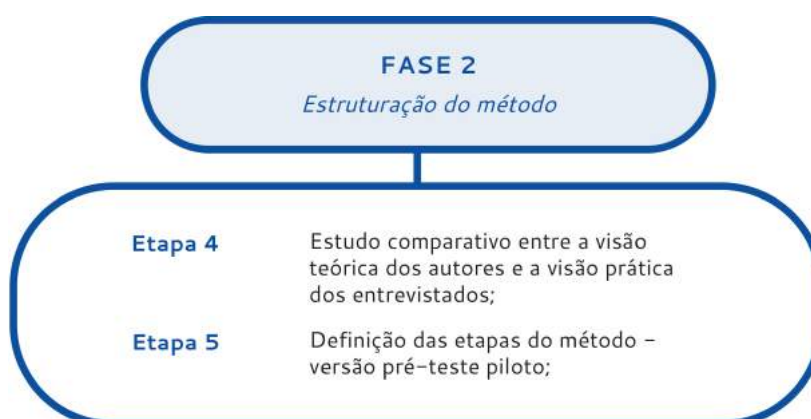 FASE 2
Estruturação do método
Etapa 4
Estudo comparativo entre a visão
teórica dos autores e a visão prática
dos entrevistados;
Etapa 5
Definição das etapas do método -
versão pré-teste piloto;